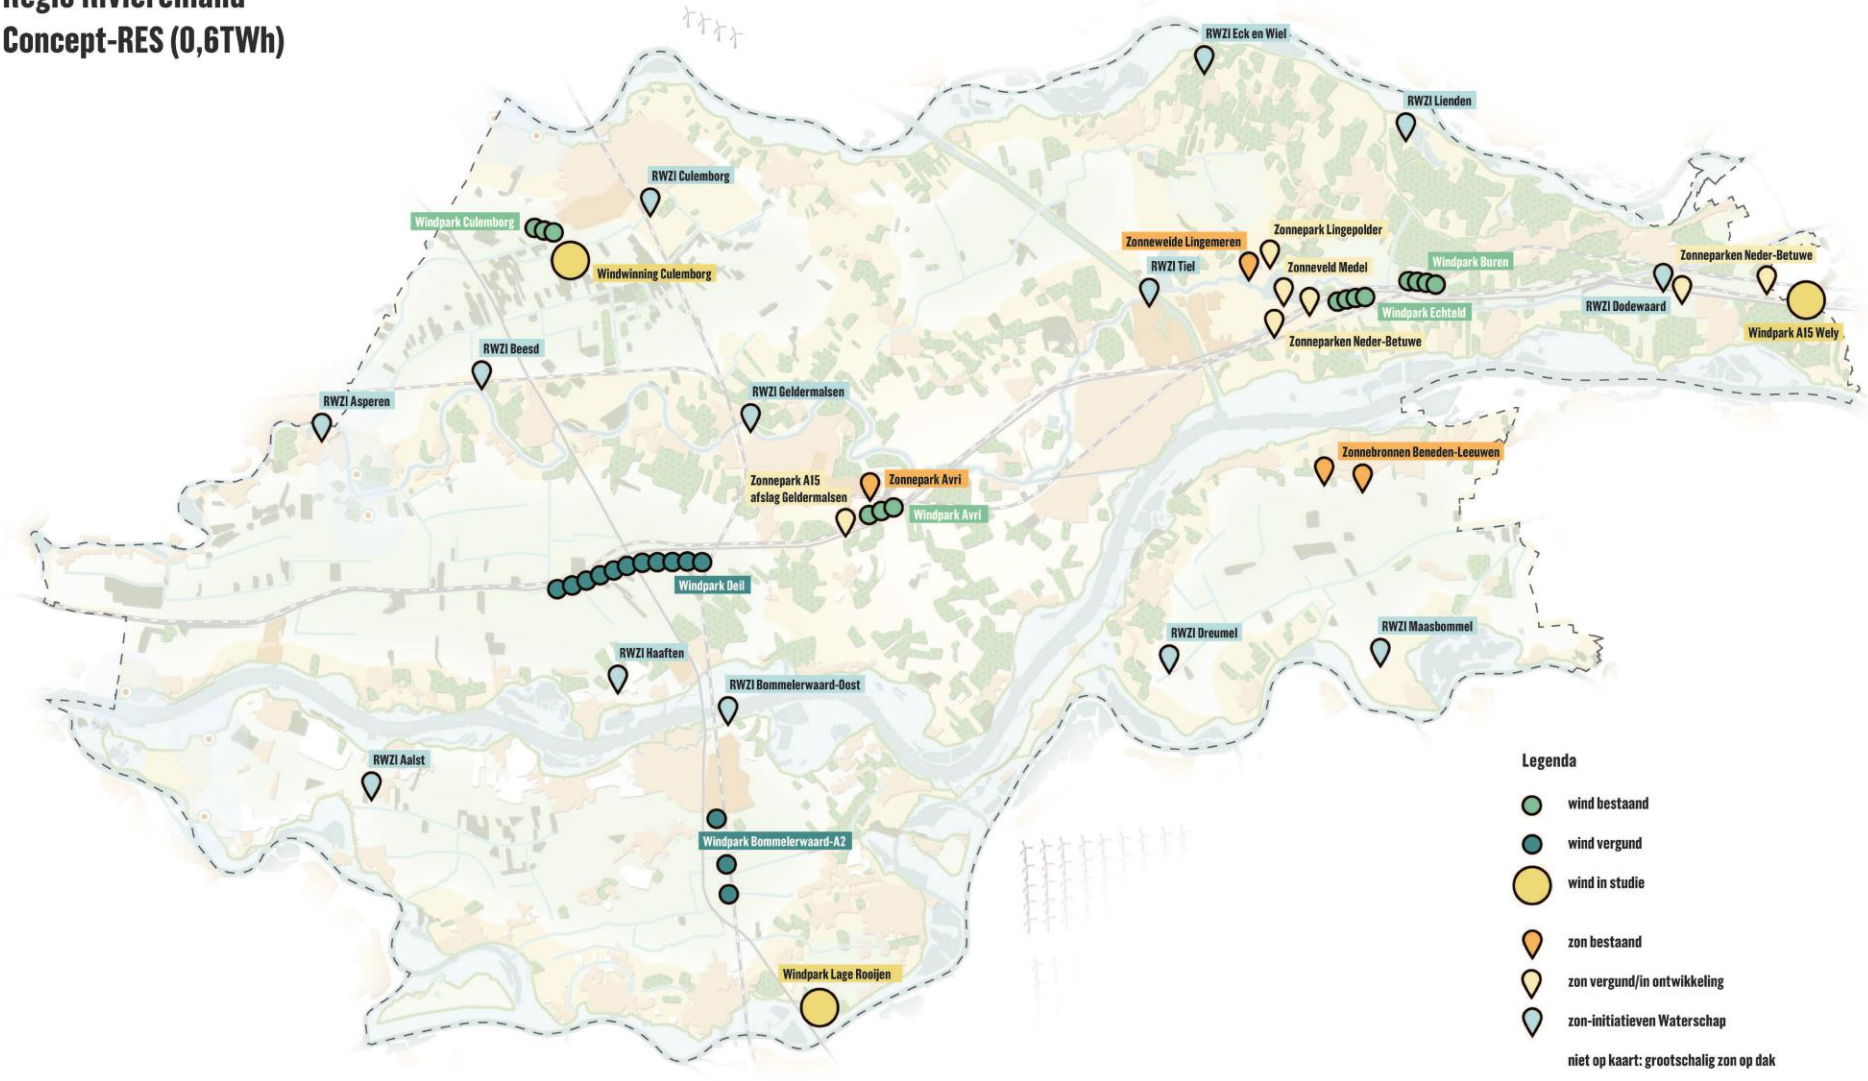 Regio Rivierenland
Concept-RES (0,6TWh)
RWZI Eck en Wiel
RWZI Lienden
RWZI Culemborg
Windpark Culemborg
Windwinning Culemborg
Zonnepark Lingepolder
Zonneweide Lingemeren
RWZI Tiel
Zonneveld Medel
Windpark Buren
Zonneparken Neder-Betuwe
RWZI Dodewaard
Windpark Echteld
Windpark A15 Wely
Zonneparken Neder-Betuwe
RWZI Beesd
RWZI Asperen
RWZI Geldermalsen
Zonnebronnen Beneden-Leeuwen
Zonnepark A15
afslag Geldermalsen
Zonnepark Avri
Windpark Avri
Windpark Deil
RWZI Maasbommel
RWZI Dreumel
RWZI Haaften
RWZI Bommelerwaard-Oost
RWZI Aalst
Windpark Bommelerwaard-A2
Windpark Lage Rooijen
Legenda
wind bestaand
wind vergund
wind in studie
zon bestaand
zon vergund/in ontwikkeling
zon-initiatieven Waterschap
niet op kaart: grootschalig zon op dak